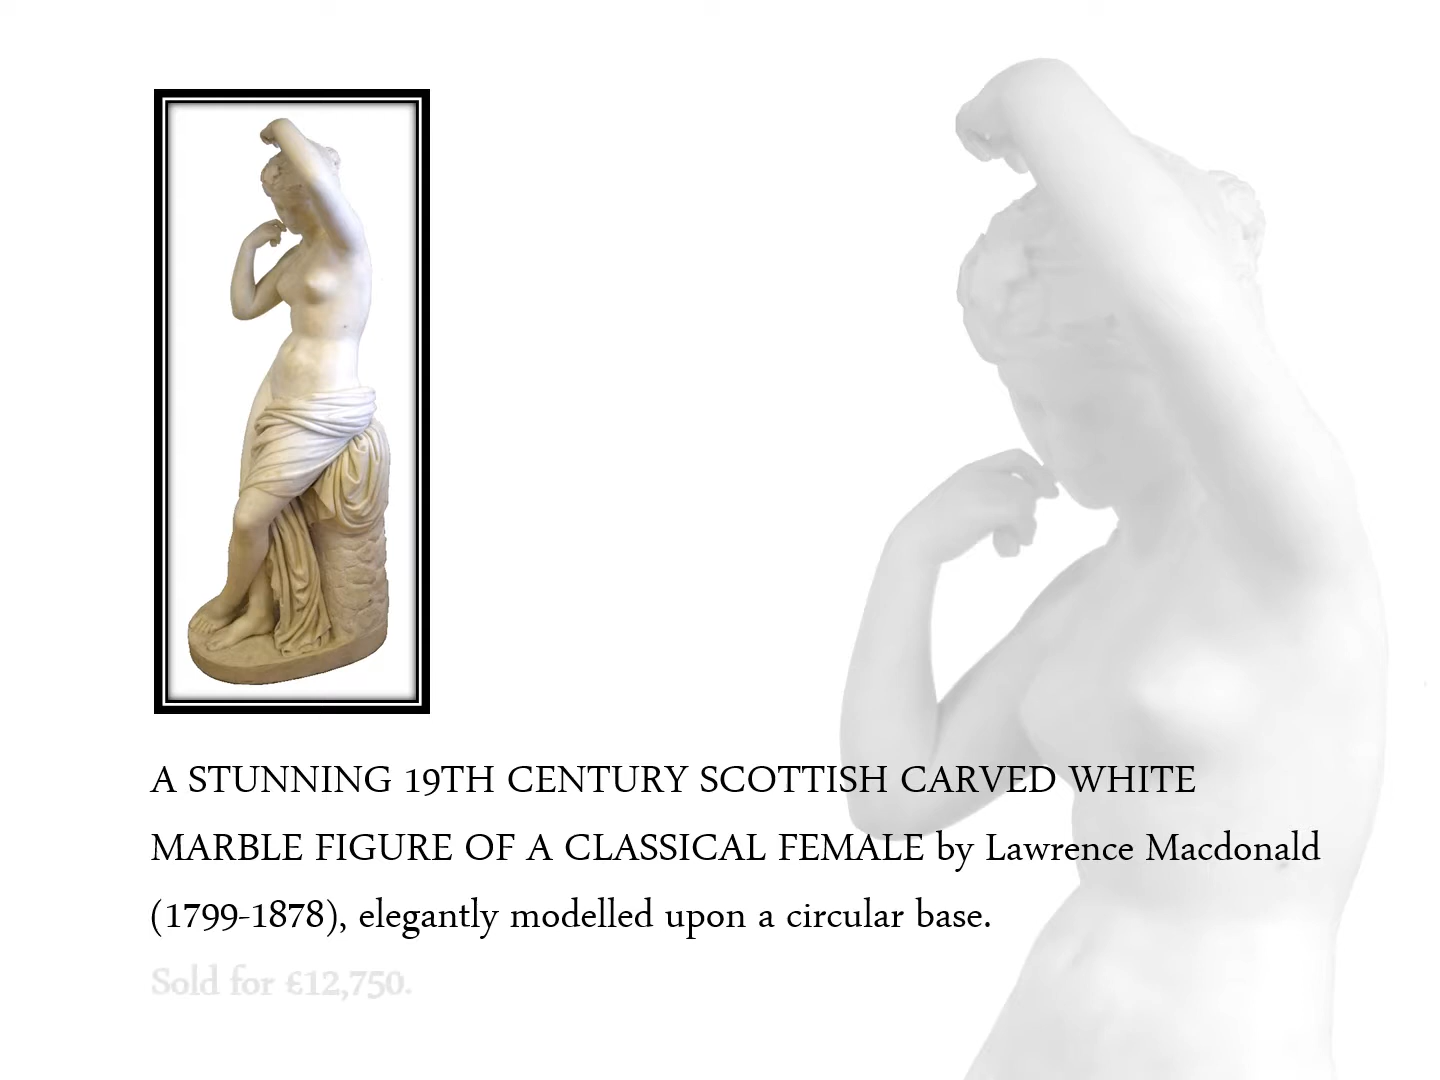 A STUNNING 19TH CENTURY SCOTTISH CARVED WHITE
MARBLE FIGURE OF A CLASSICAL FEMALE by Lawrence Macdonald
(1799-1878), elegantly modelled upon a circular base.
Sold for £12,750.